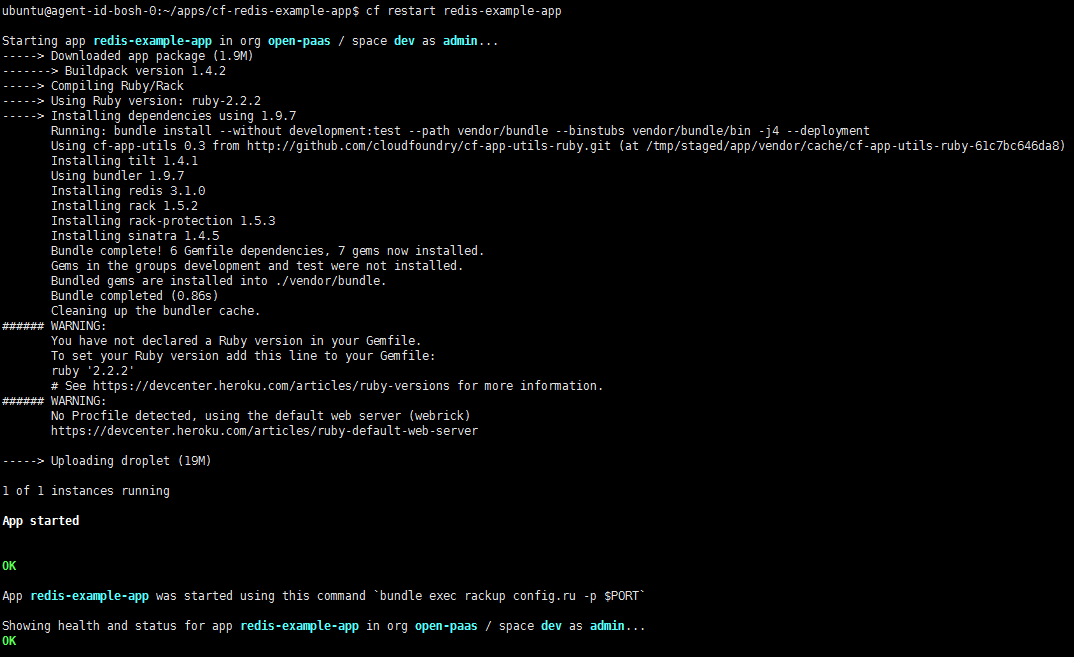 ubuntu@agent-id-bosh-0:~/apps/cf-redis-example-app$ cf restart redis-example-app
Starting app redis-example-app in org open-paas / space dev as admin...
-----> Downloaded app package (1.9M)
-------> Buildpack version 1.4.2
-----> Compiling Ruby/Rack
-----> Using Ruby version: ruby-2.2.2
-----> Installing dependencies using 1.9.7
Running: bundle install --without development:test --path vendor/bundle --binstubs vendor/bundle/bin -j4 --deployment
Using cf-app-utils 0.3 from http://github.com/cloudfoundry/cf-app-utils-ruby.git (at /tmp/staged/app/vendor/cache/cf-app-utils-ruby-61c7bc646da8)
Installing tilt 1.4.1
Using bundler 1.9.7
Installing redis 3.1.0
Installing rack 1.5.2
Installing rack-protection 1.5.3
Installing sinatra 1.4.5
Bundle complete! 6 Gemfile dependencies, 7 gems now installed.
Gems in the groups development and test were not installed.
Bundled gems are installed into ./vendor/bundle.
Bundle completed (0.86s)
Cleaning up the bundler cache.
###### WARNING:
You have not declared a Ruby version in your Gemfile.
To set your Ruby version add this line to your Gemfile:
ruby '2.2.2'
# See https://devcenter.heroku.com/articles/ruby-versions for more information.
###### WARNING:
No Procfile detected, using the default web server (webrick)
https://devcenter.heroku.com/articles/ruby-default-web-server
-----> Uploading droplet (19M)
1 of 1 instances running
App started
OK
App redis-example-app was started using this command `bundle exec rackup config.ru -p $PORT`
Showing health and status for app redis-example-app in org open-paas / space dev as admin...
OK